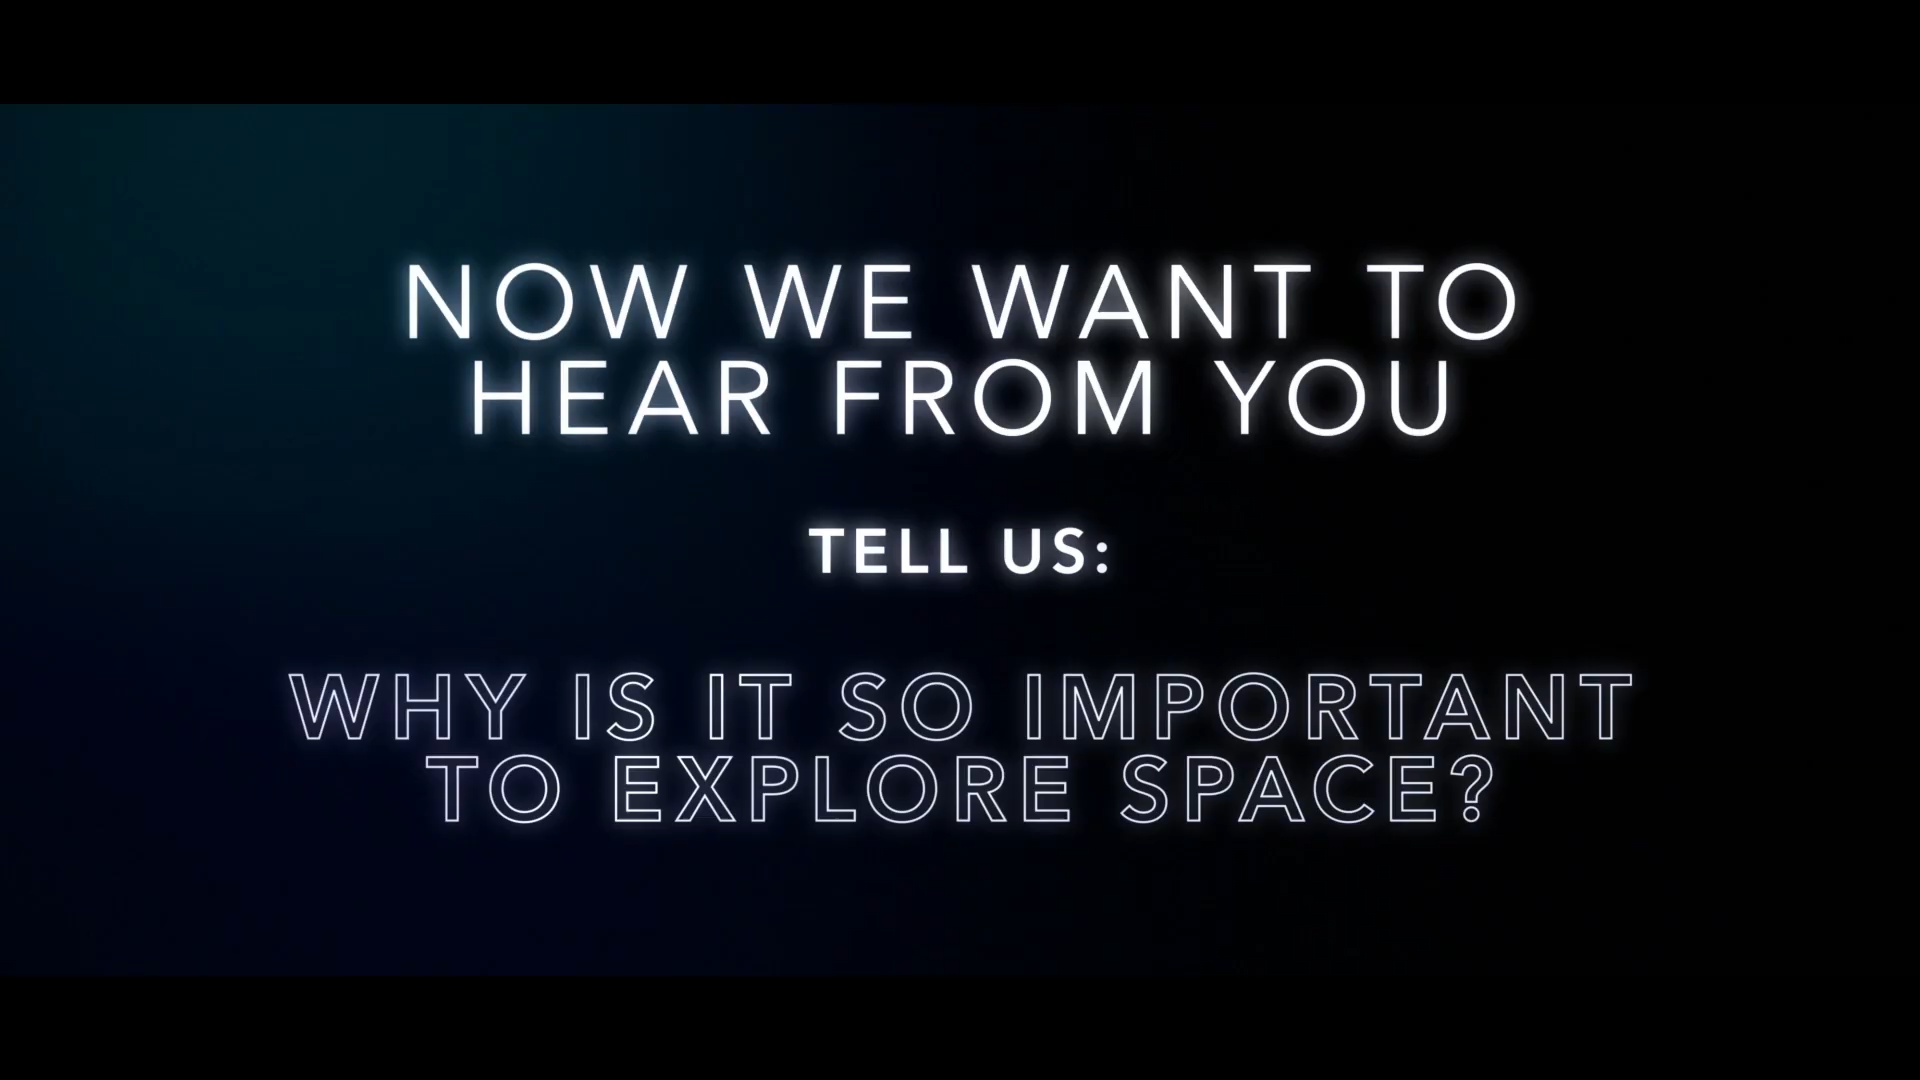 NOW WE WANT TO
HEAR FROM YOU
TELL US:
WHY IS IT SO IMPORTANT
TO EXPLORE SPACE?